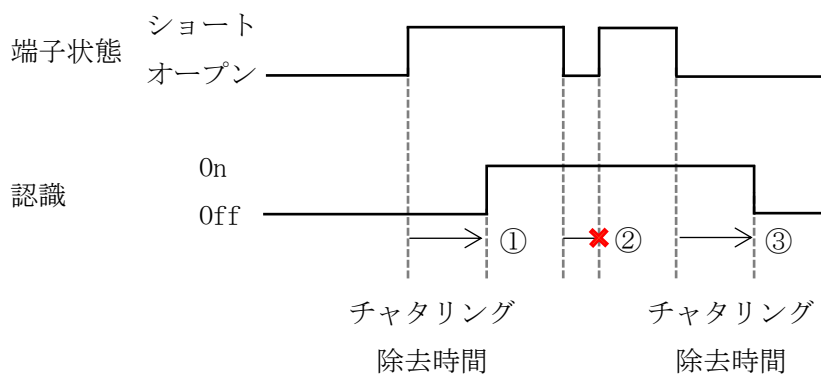 ショート
端子状態
オープン
On
認識
Off
① ② ③
チャタリング チャタリング
除去時間 除去時間